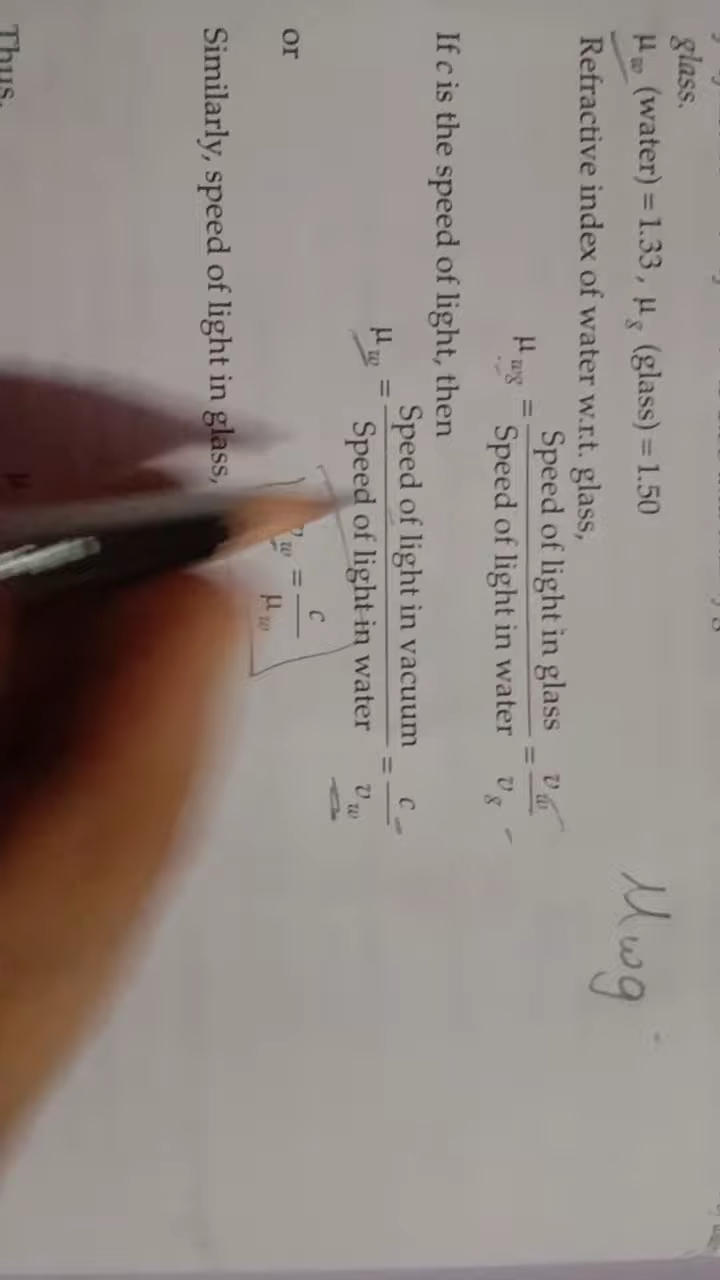 glass.
μw (water) = 1.33 , μg (glass) = 1.50
Refractive index of water w.r.t. glass,
μwg = Speed of light in glass / Speed of light in water = vw / vg
If c is the speed of light, then
μw = Speed of light in vacuum / Speed of light in water = c / vw
or
vw = c / μw
Similarly, speed of light in glass,
μ
Thus,
μwg